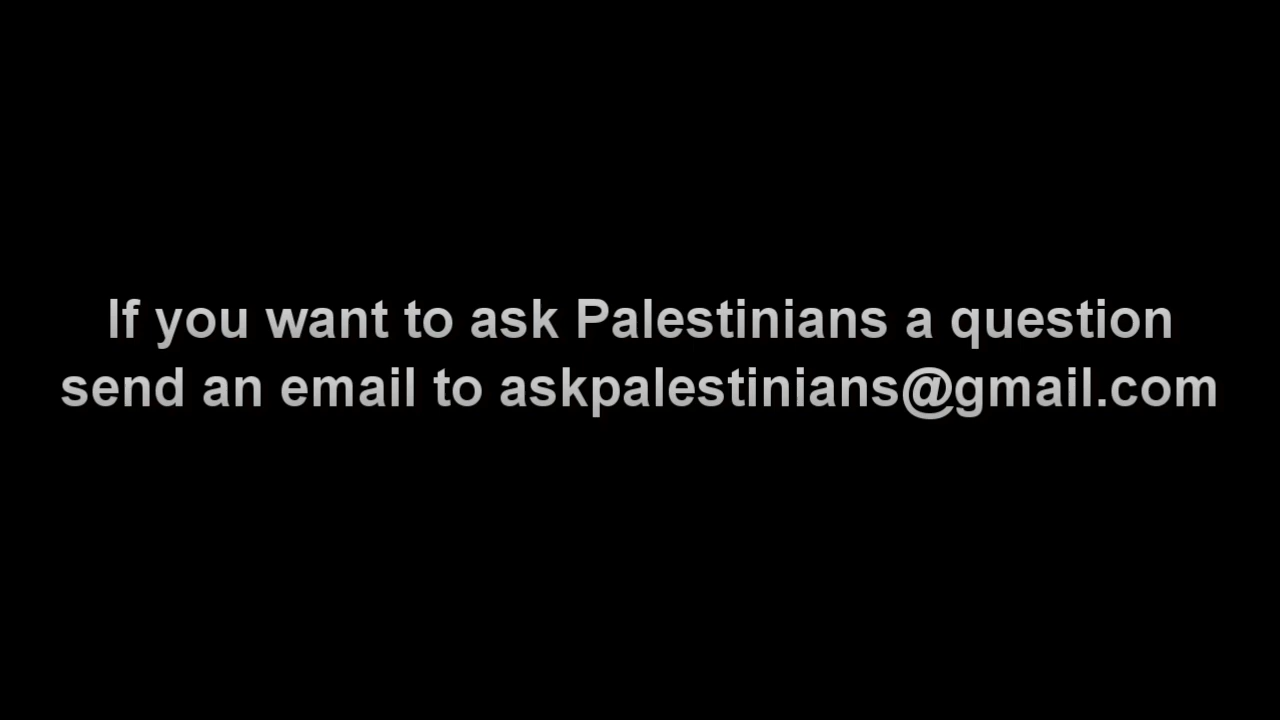 If you want to ask Palestinians a question
send an email to askpalestinians@gmail.com